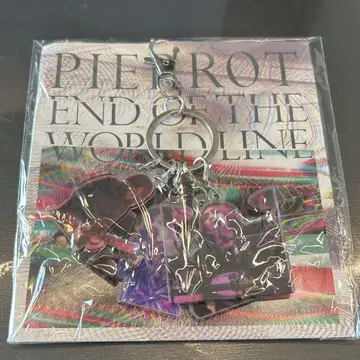 PIERROT
END OF THE
WORLD LINE